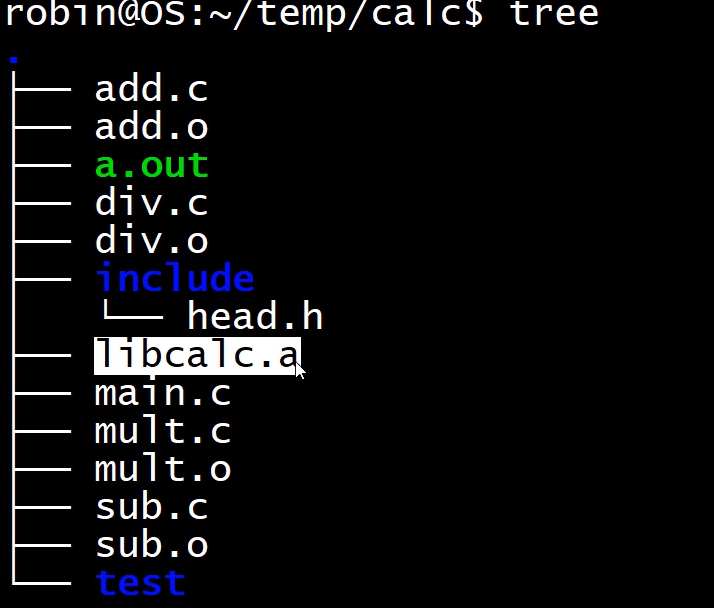 robin@OS:~/temp/calc$ tree
.
├── add.c
├── add.o
├── a.out
├── div.c
├── div.o
├── include
│   └── head.h
├── libcalc.a
├── main.c
├── mult.c
├── mult.o
├── sub.c
├── sub.o
└── test